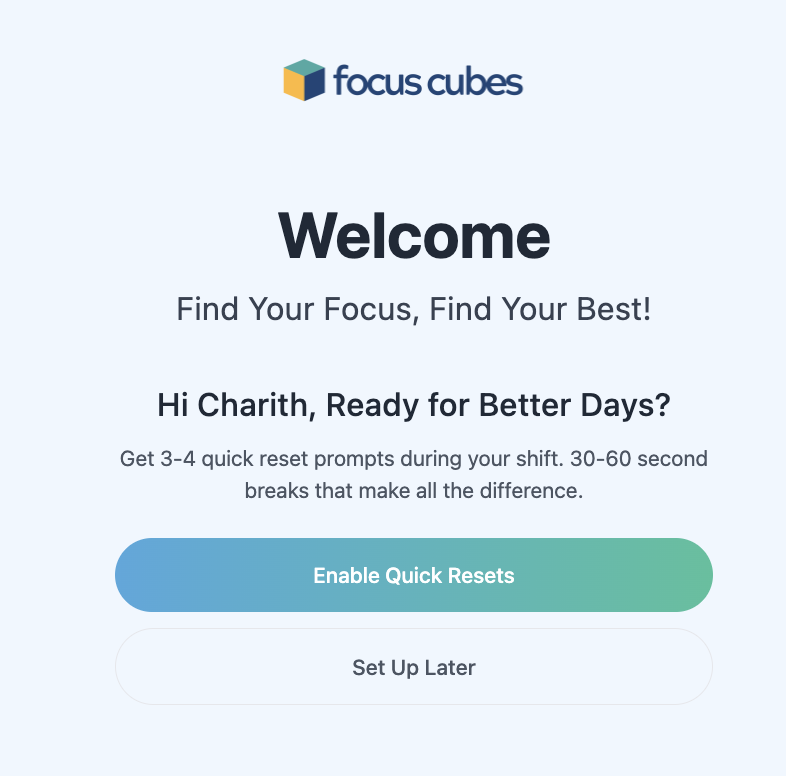 focus cubes
Welcome
Find Your Focus, Find Your Best!
Hi Charith, Ready for Better Days?
Get 3-4 quick reset prompts during your shift. 30-60 second
breaks that make all the difference.
Enable Quick Resets
Set Up Later